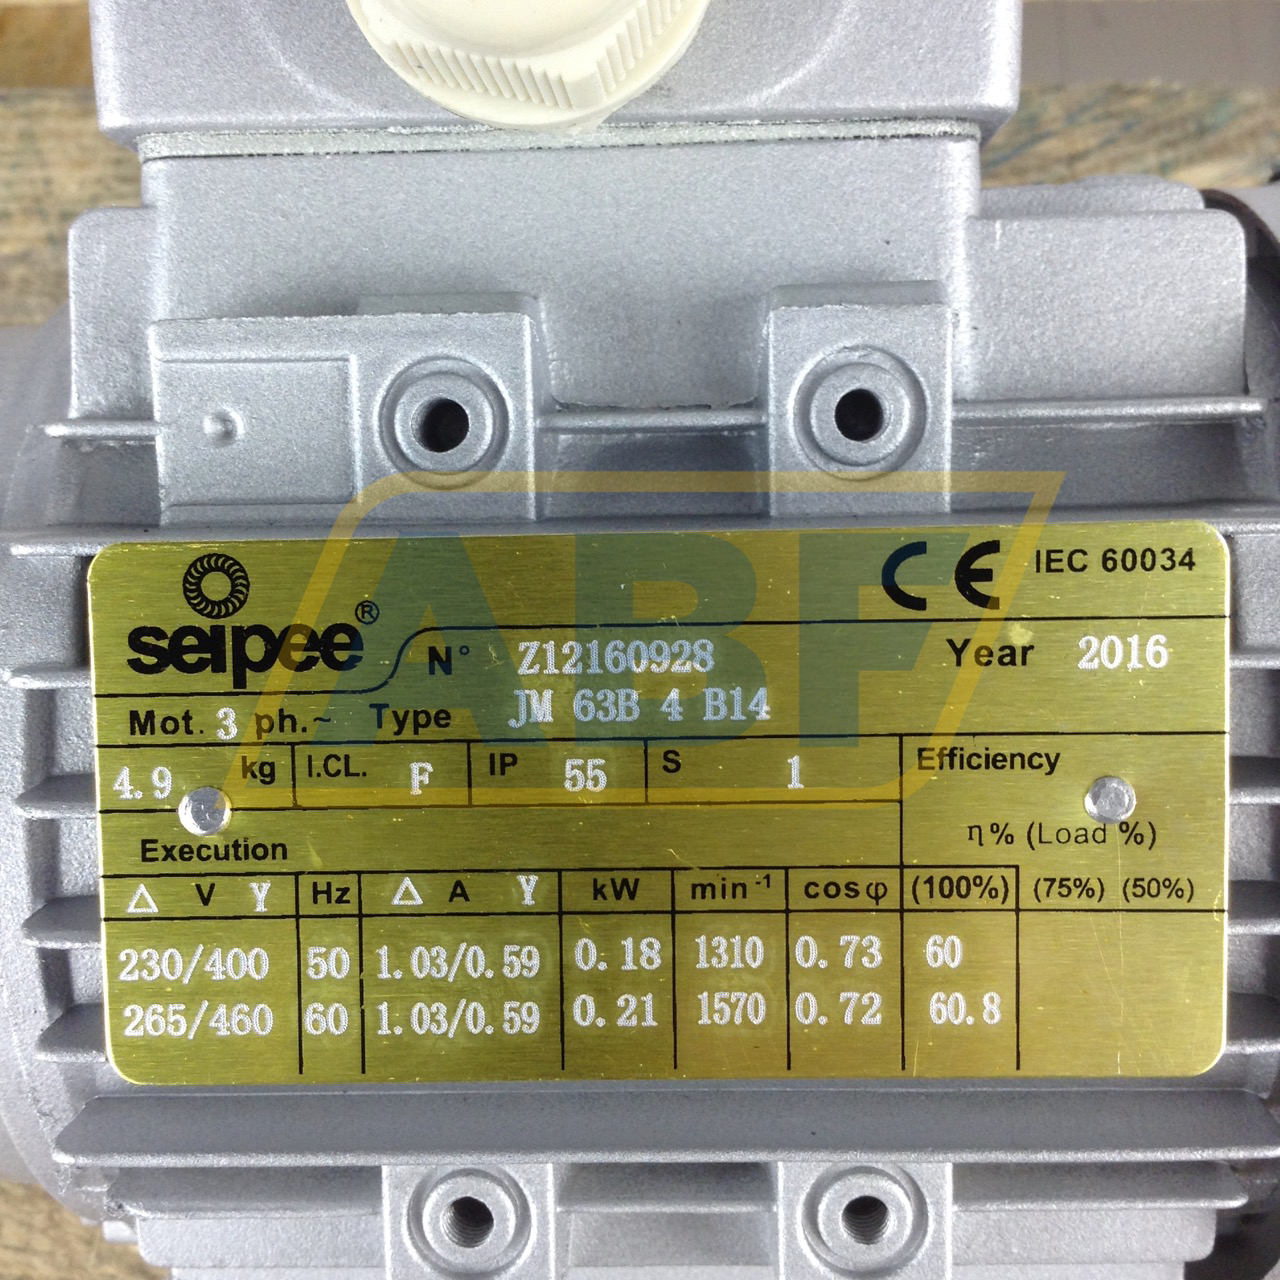 CE IEC 60034
seipee®
N° Z12160928 Year 2016
Mot. 3 ph.~ Type JM 63B 4 B14
4.9 kg I.CL. F IP 55 S 1 Efficiency
η% (Load %)
Execution
△ V Y Hz △ A Y kW min⁻¹ cosφ (100%) (75%) (50%)
230/400 50 1.03/0.59 0.18 1310 0.73 60
265/460 60 1.03/0.59 0.21 1570 0.72 60.8
ABF